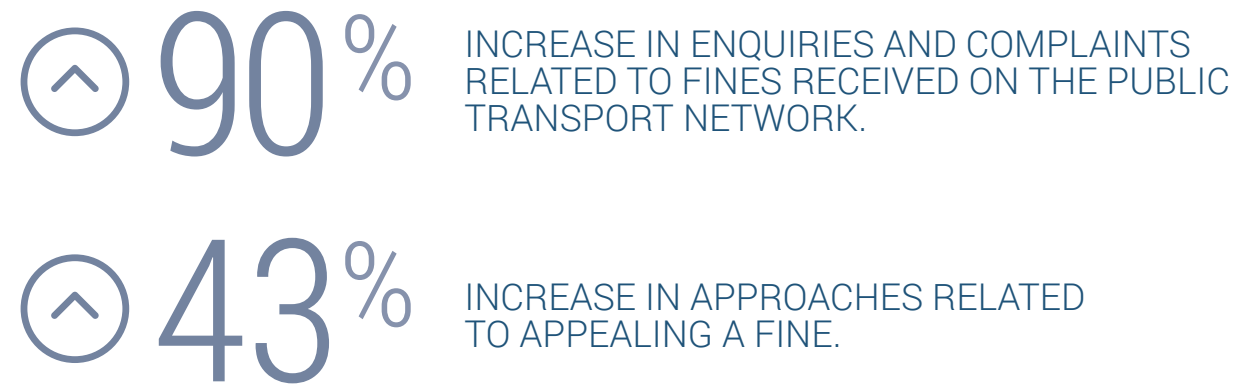 90%
INCREASE IN ENQUIRIES AND COMPLAINTS
RELATED TO FINES RECEIVED ON THE PUBLIC
TRANSPORT NETWORK.
43%
INCREASE IN APPROACHES RELATED
TO APPEALING A FINE.